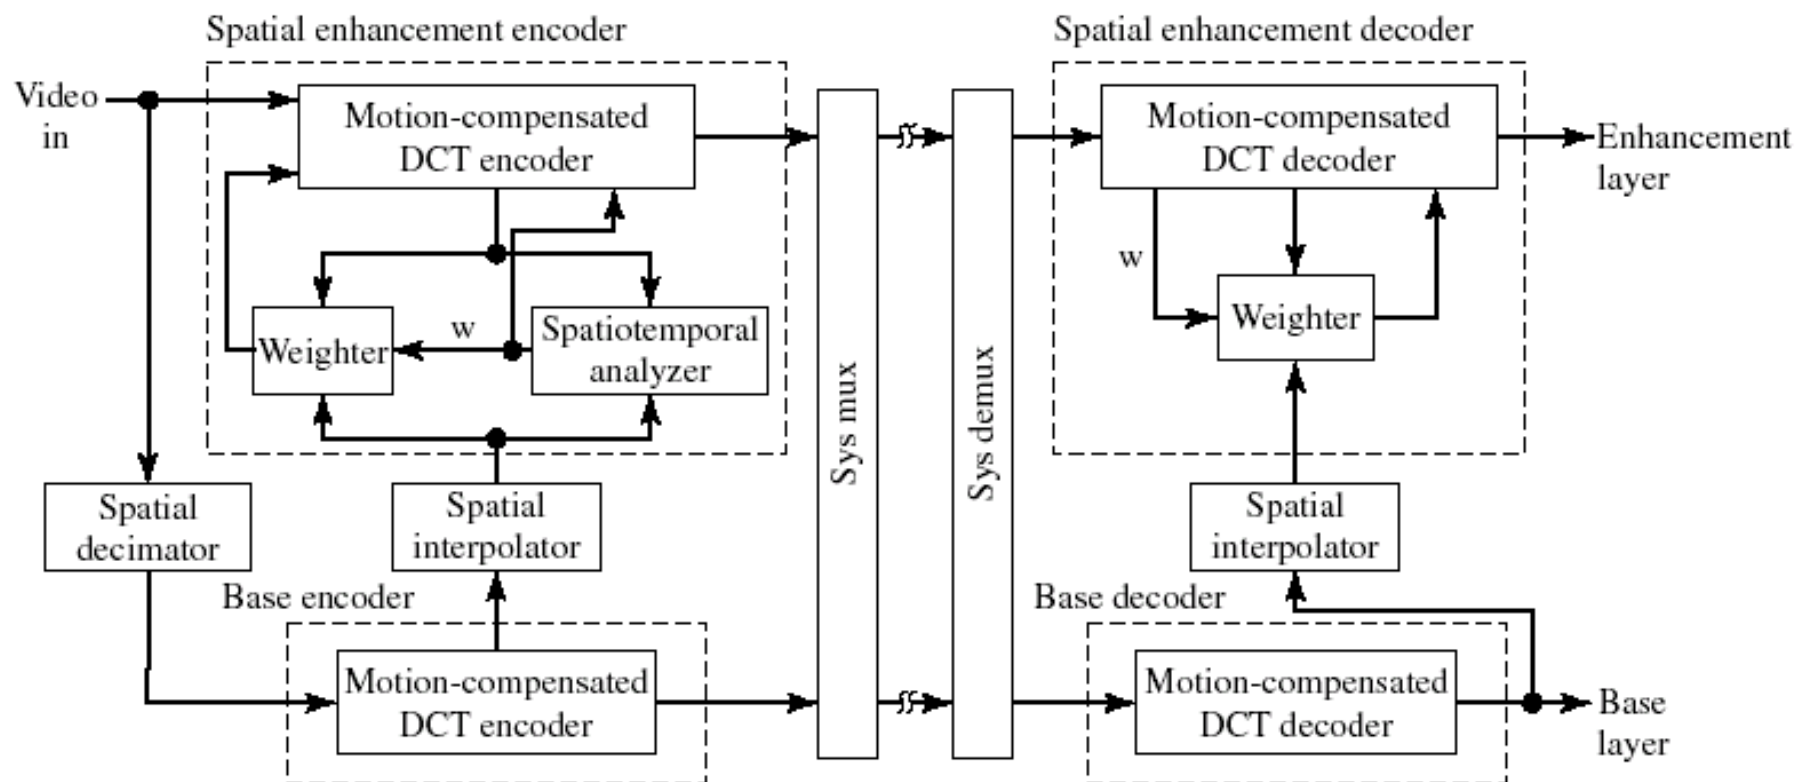 Spatial enhancement encoder
Spatial enhancement decoder
Video
in
Motion-compensated
DCT encoder
Motion-compensated
DCT decoder
Enhancement
layer
w
Weighter
w
Spatiotemporal
analyzer
Weighter
Sys mux
Sys demux
Spatial
decimator
Spatial
interpolator
Spatial
interpolator
Base encoder
Base decoder
Motion-compensated
DCT encoder
Motion-compensated
DCT decoder
Base
layer